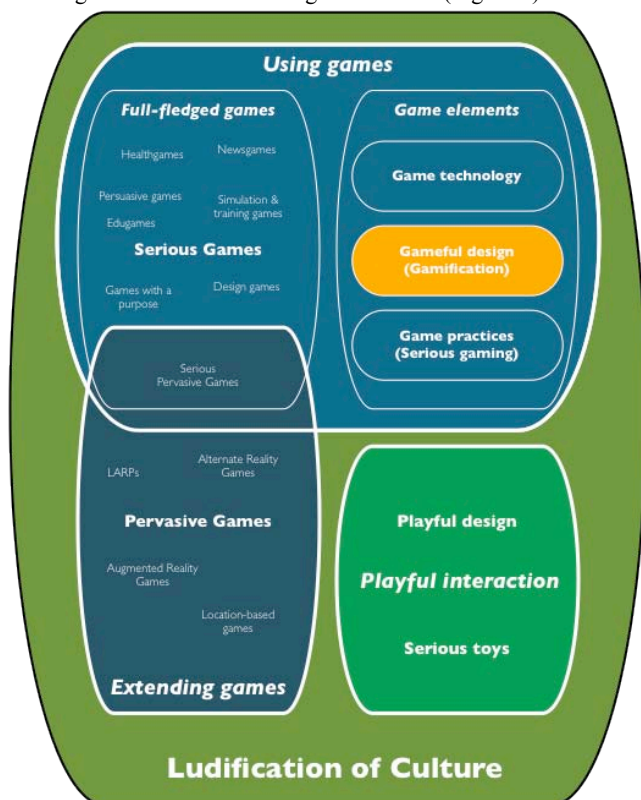 Using games
Full-fledged games
Healthgames
Newsgames
Persuasive games
Simulation &
training games
Edugames
Serious Games
Games with a
purpose
Design games
Game elements
Game technology
Gameful design
(Gamification)
Game practices
(Serious gaming)
Serious
Pervasive Games
LARPs
Alternate Reality
Games
Pervasive Games
Augmented Reality
Games
Location-based
games
Extending games
Playful design
Playful interaction
Serious toys
Ludification of Culture